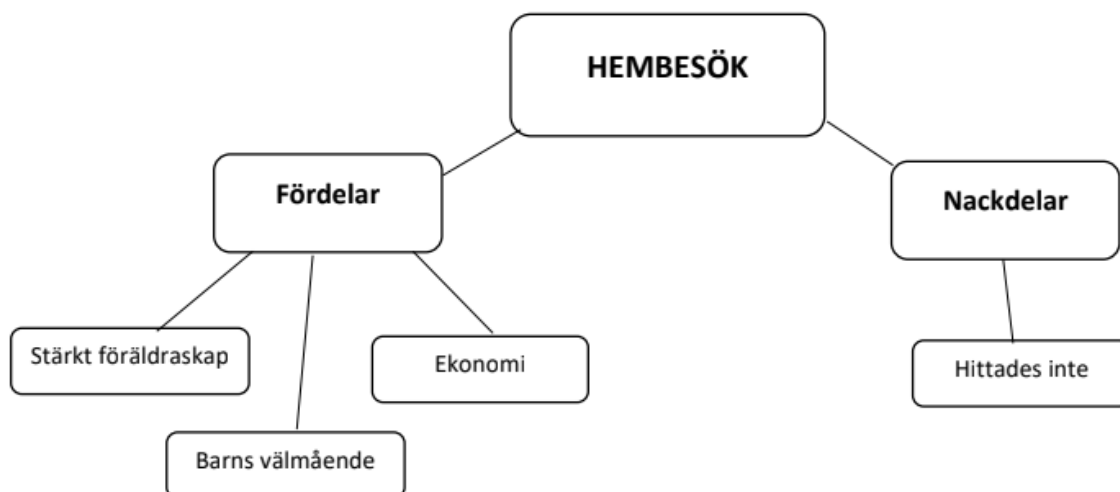 HEMBESÖK
Fördelar
Nackdelar
Stärkt föräldraskap
Ekonomi
Hittades inte
Barns välmående